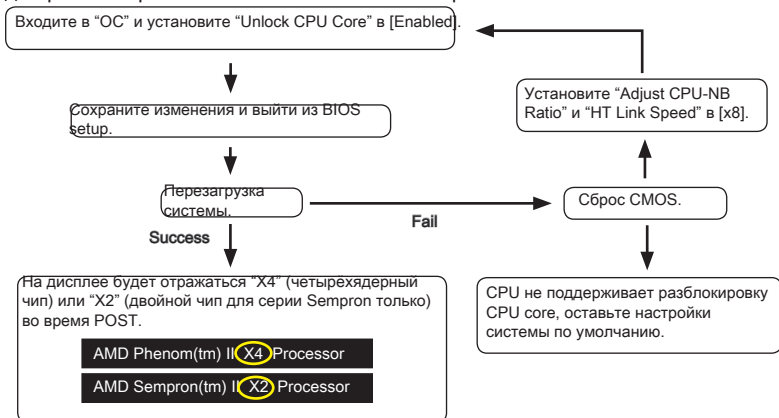 Входите в “OC” и установите “Unlock CPU Core” в [Enabled].
Сохраните изменения и выйти из BIOS
setup.
Перезагрузка
системы.
Success
Fail
Сброс CMOS.
Установите “Adjust CPU-NB
Ratio” и “HT Link Speed” в [x8].
CPU не поддерживает разблокировку
CPU core, оставьте настройки
системы по умолчанию.
На дисплее будет отражаться “X4” (четырёхядерный
чип) или “X2” (двойной чип для серии Sempron только)
во время POST.
AMD Phenom(tm) II X4 Processor
AMD Sempron(tm) II X2 Processor